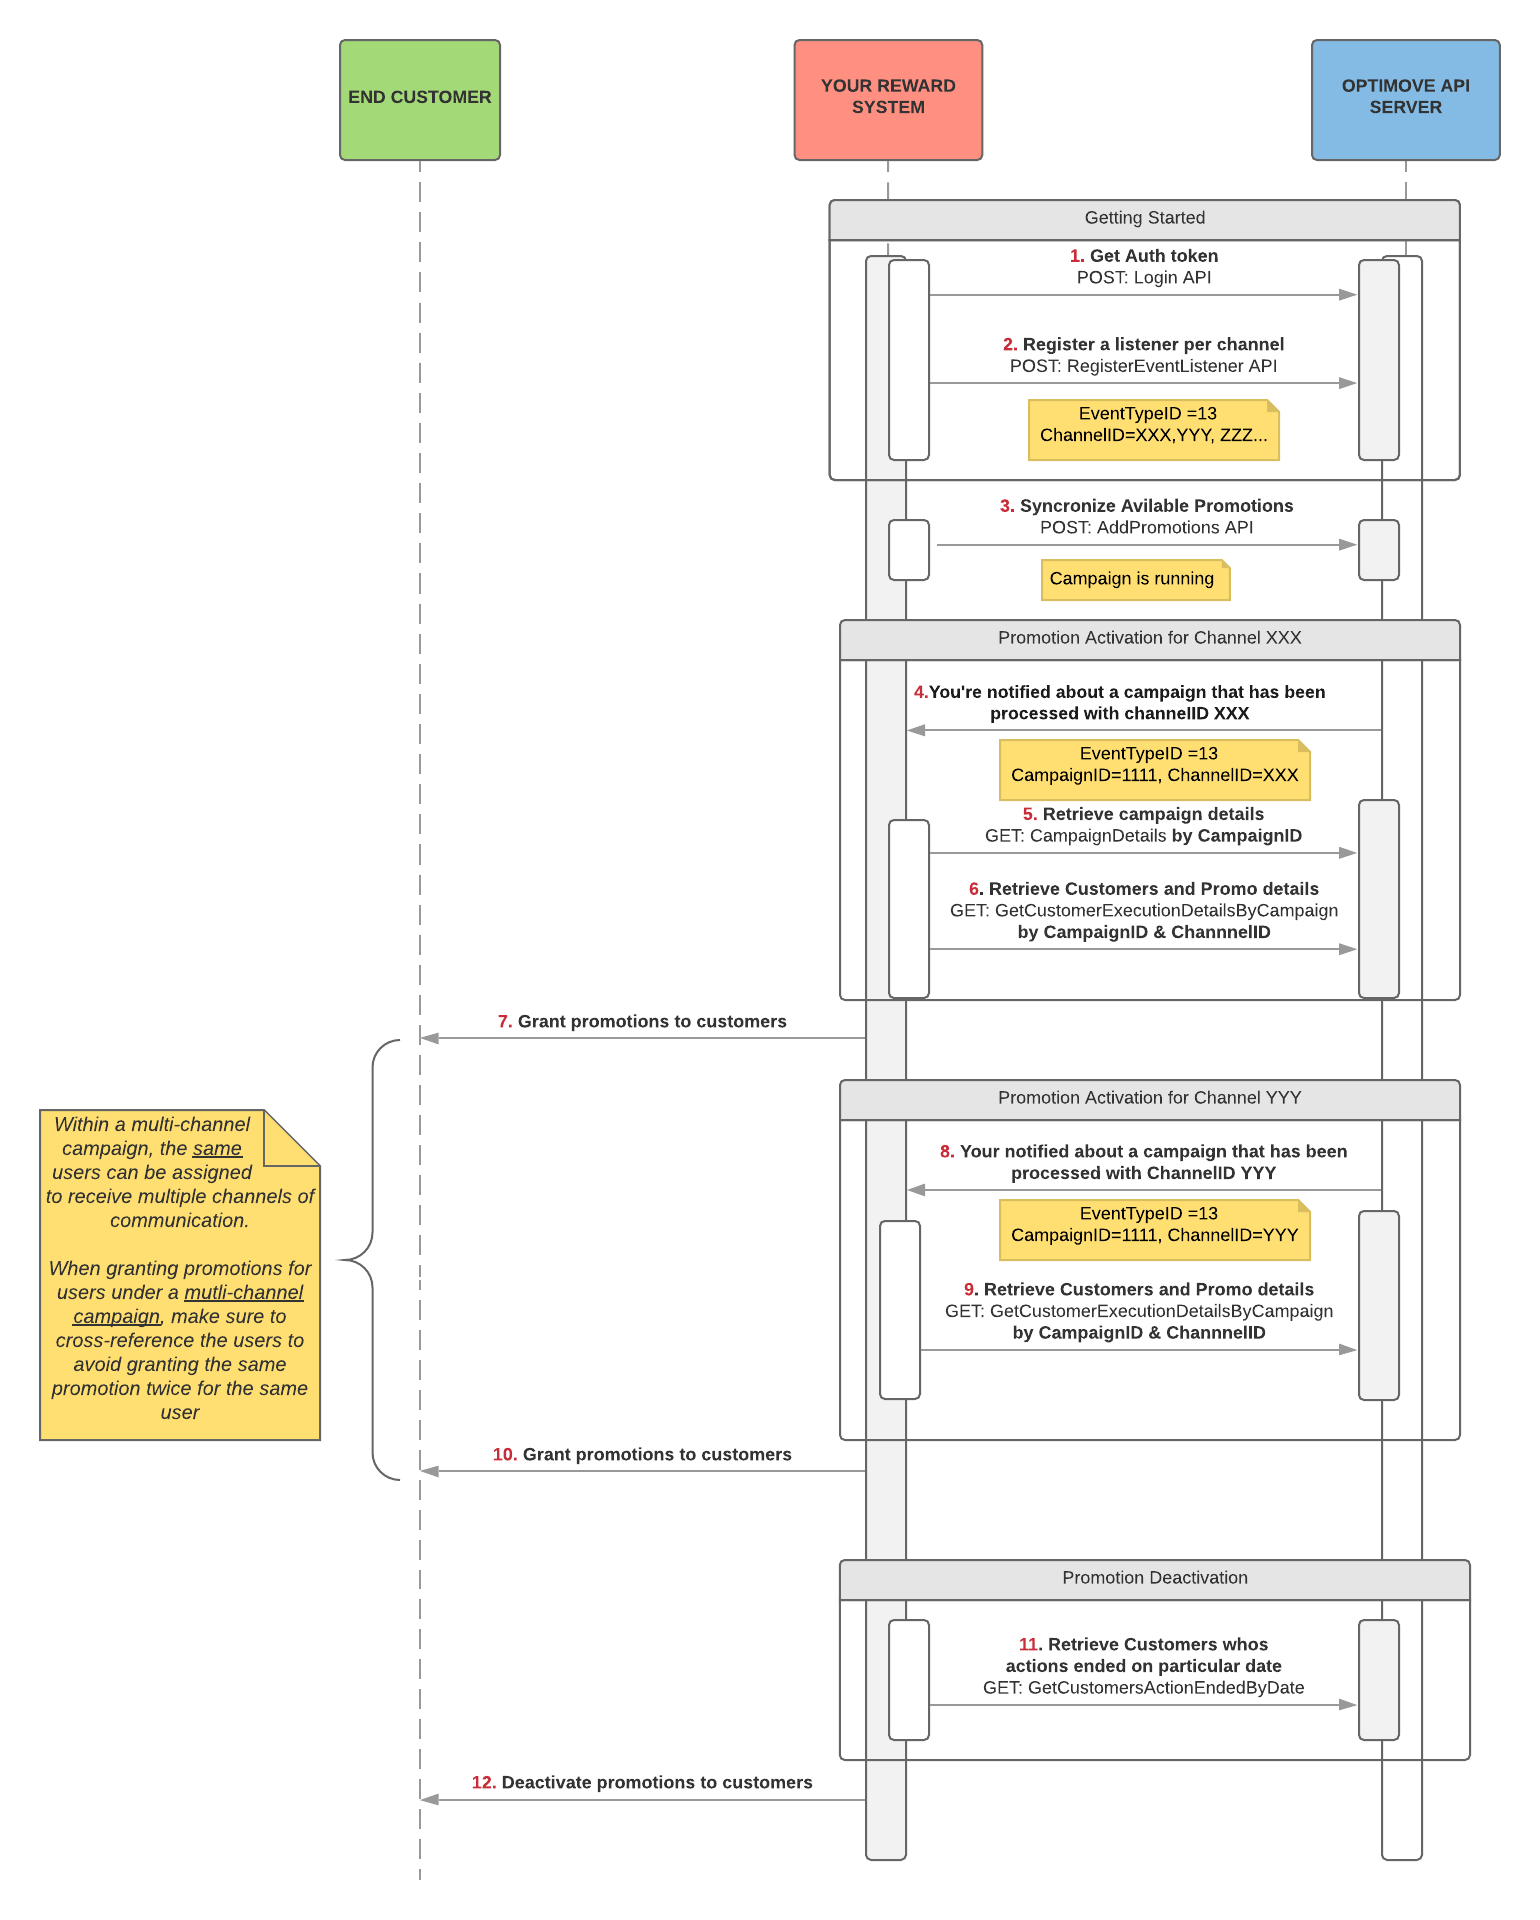 END CUSTOMER
YOUR REWARD
SYSTEM
OPTIMOVE API
SERVER
Getting Started
1. Get Auth token
POST: Login API
2. Register a listener per channel
POST: RegisterEventListener API
EventTypeID =13
ChannelID=XXX,YYY, ZZZ...
3. Syncronize Avilable Promotions
POST: AddPromotions API
Campaign is running
Promotion Activation for Channel XXX
4.You're notified about a campaign that has been
processed with channelID XXX
EventTypeID =13
CampaignID=1111, ChannelID=XXX
5. Retrieve campaign details
GET: CampaignDetails by CampaignID
6. Retrieve Customers and Promo details
GET: GetCustomerExecutionDetailsByCampaign
by CampaignID & ChannnelID
7. Grant promotions to customers
Promotion Activation for Channel YYY
Within a multi-channel
campaign, the same
users can be assigned
to receive multiple channels of
communication.
When granting promotions for
users under a mutli-channel
campaign, make sure to
cross-reference the users to
avoid granting the same
promotion twice for the same
user
8. Your notified about a campaign that has been
processed with ChannelID YYY
EventTypeID =13
CampaignID=1111, ChannelID=YYY
9. Retrieve Customers and Promo details
GET: GetCustomerExecutionDetailsByCampaign
by CampaignID & ChannnelID
10. Grant promotions to customers
Promotion Deactivation
11. Retrieve Customers whos
actions ended on particular date
GET: GetCustomersActionEndedByDate
12. Deactivate promotions to customers